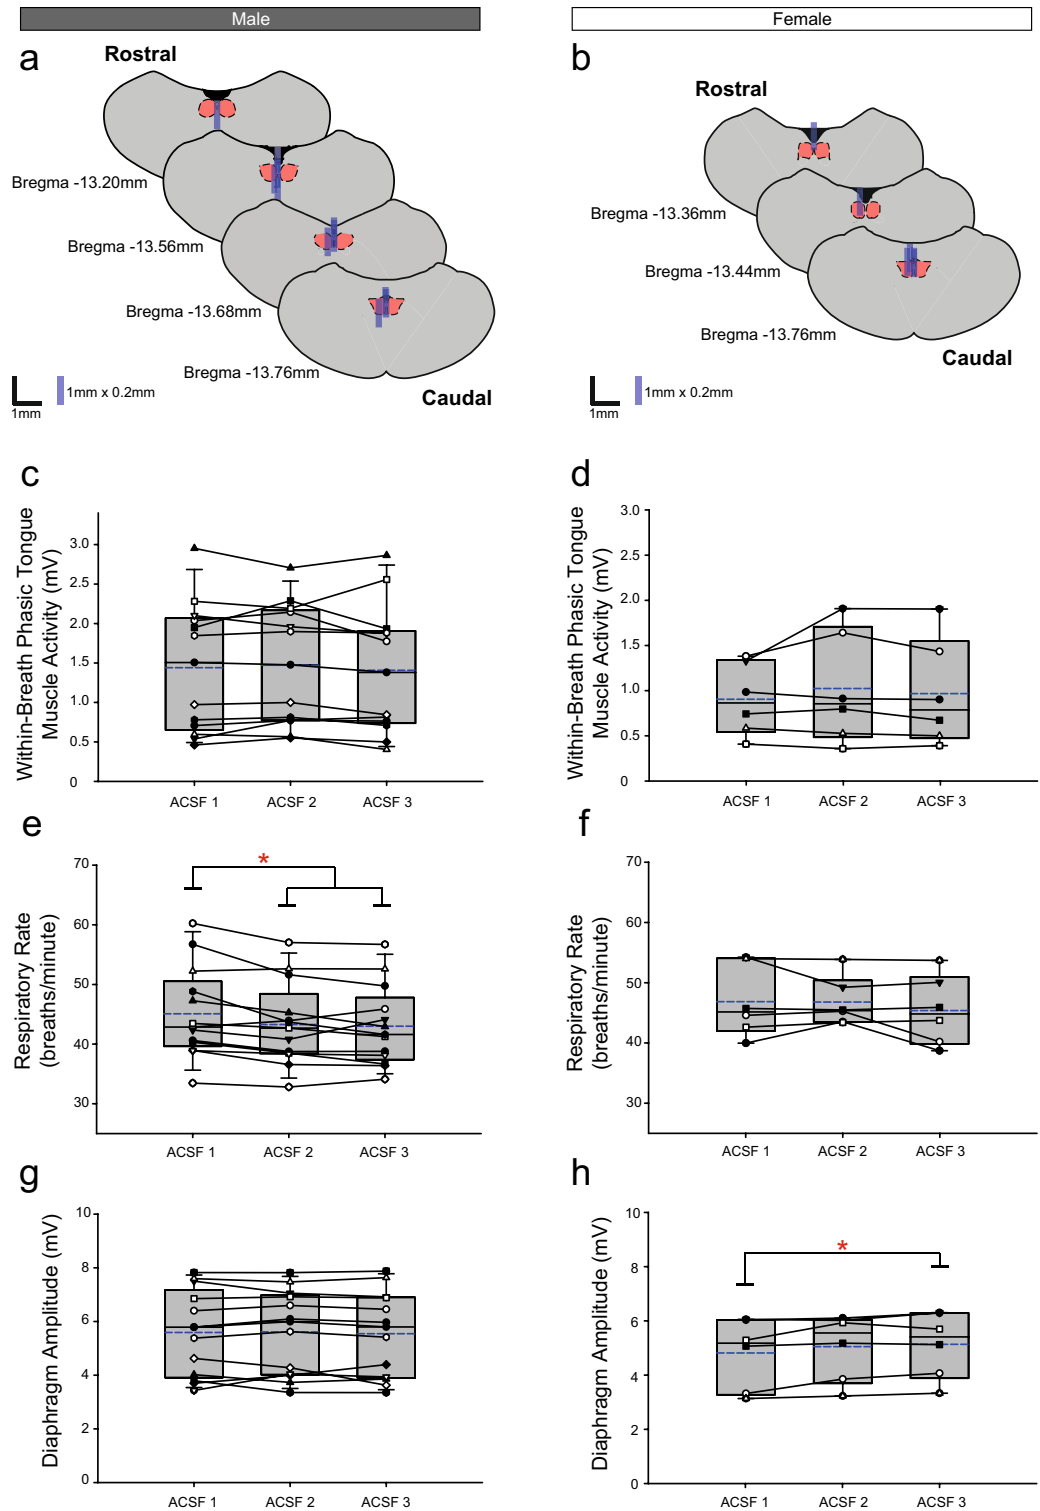 Male
Female
a
Rostral
Bregma -13.20mm
Bregma -13.56mm
Bregma -13.68mm
Bregma -13.76mm
Caudal
1mm
1mm x 0.2mm
b
Rostral
Bregma -13.36mm
Bregma -13.44mm
Bregma -13.76mm
Caudal
1mm
1mm x 0.2mm
c
Within-Breath Phasic Tongue
Muscle Activity (mV)
3.0
2.5
2.0
1.5
1.0
0.5
0
ACSF 1
ACSF 2
ACSF 3
d
Within-Breath Phasic Tongue
Muscle Activity (mV)
3.0
2.5
2.0
1.5
1.0
0.5
0
ACSF 1
ACSF 2
ACSF 3
e
Respiratory Rate
(breaths/minute)
70
60
50
40
30
*
ACSF 1
ACSF 2
ACSF 3
f
Respiratory Rate
(breaths/minute)
70
60
50
40
30
ACSF 1
ACSF 2
ACSF 3
g
Diaphragm Amplitude (mV)
10
8
6
4
2
0
ACSF 1
ACSF 2
ACSF 3
h
Diaphragm Amplitude (mV)
10
8
6
4
2
0
*
ACSF 1
ACSF 2
ACSF 3